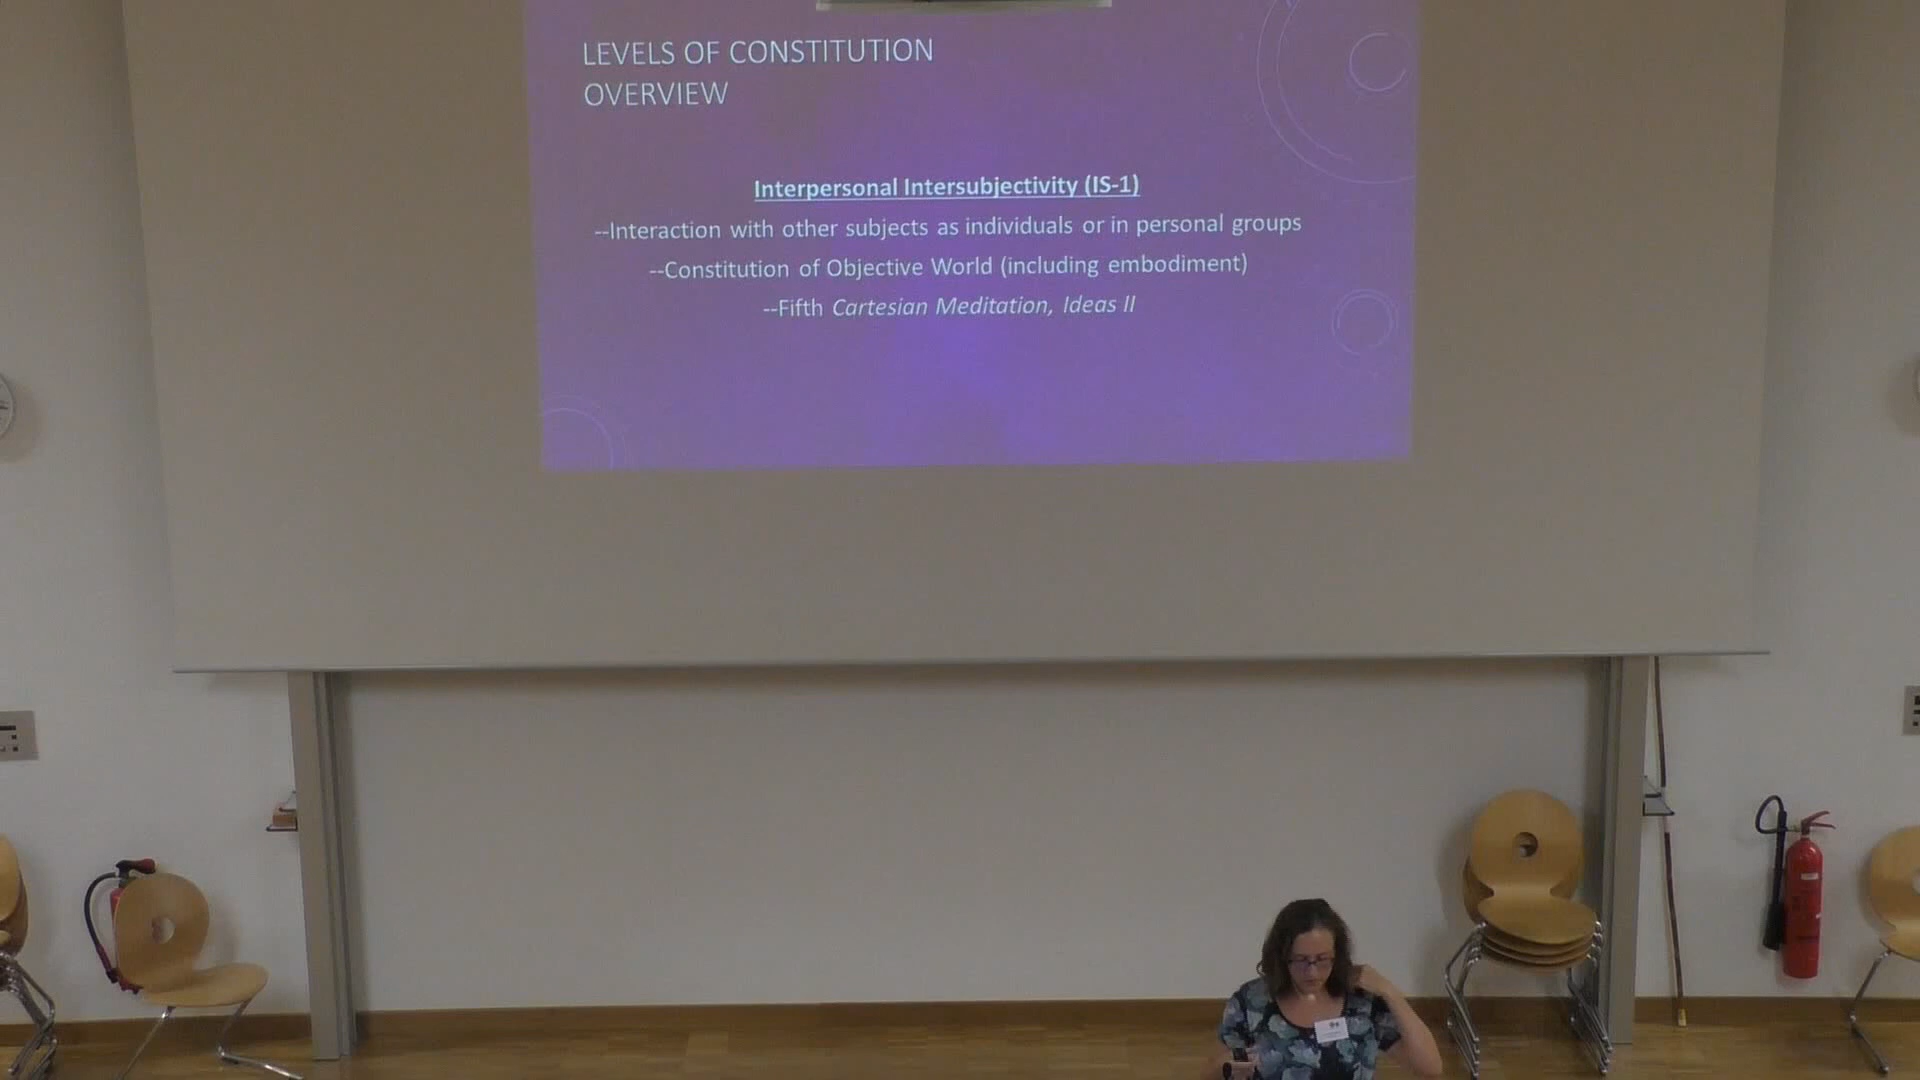 LEVELS OF CONSTITUTION
OVERVIEW
Interpersonal Intersubjectivity (IS-1)
--Interaction with other subjects as individuals or in personal groups
--Constitution of Objective World (including embodiment)
--Fifth Cartesian Meditation, Ideas II